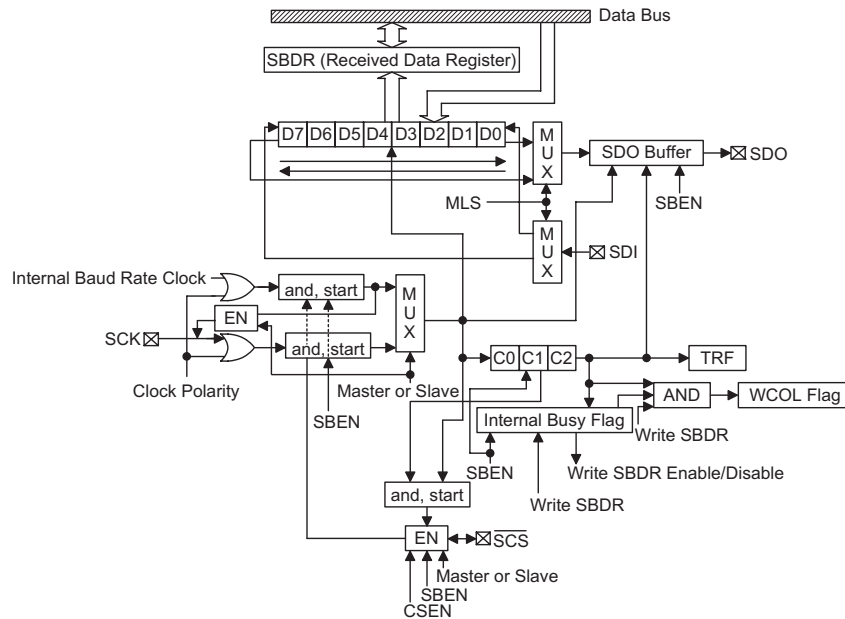 Data Bus
SBDR (Received Data Register)
D7 D6 D5 D4 D3 D2 D1 D0
MUX
SDO Buffer
SDO
MLS
SBEN
MUX
SDI
Internal Baud Rate Clock
and, start
MUX
EN
SCK
and, start
Clock Polarity
Master or Slave
SBEN
C0 C1 C2
TRF
AND
WCOL Flag
Internal Busy Flag
Write SBDR
SBEN
Write SBDR Enable/Disable
Write SBDR
and, start
EN
SCS
Master or Slave
SBEN
CSEN